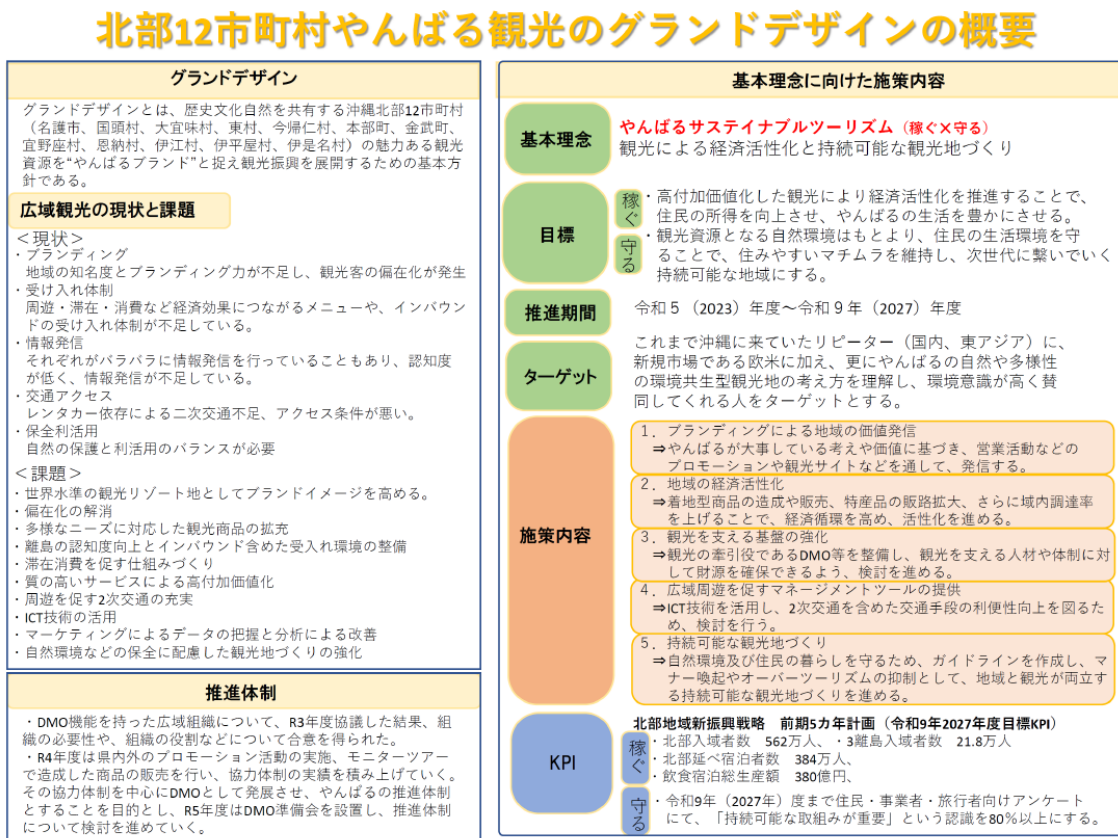 北部12市町村やんばる観光のグランドデザインの概要
グランドデザイン
グランドデザインとは、歴史文化自然を共有する沖縄北部12市町村
（名護市、国頭村、大宜味村、東村、今帰仁村、本部町、金武町、
宜野座村、恩納村、伊江村、伊平屋村、伊是名村）の魅力ある観光
資源を“やんばるブランド”と捉え観光振興を展開するための基本方
針である。
広域観光の現状と課題
＜現状＞
・ブランディング
地域の知名度とブランディング力が不足し、観光客の偏在化が発生
・受け入れ体制
周遊・滞在・消費など経済効果につながるメニューや、インバウン
ドの受け入れ体制が不足している。
・情報発信
それぞれがバラバラに情報発信を行っていることもあり、認知度
が低く、情報発信が不足している。
・交通アクセス
レンタカー依存による二次交通不足、アクセス条件が悪い。
・保全利活用
自然の保護と利活用のバランスが必要
＜課題＞
・世界水準の観光リゾート地としてブランドイメージを高める。
・偏在化の解消
・多様なニーズに対応した観光商品の拡充
・離島の認知度向上とインバウンド含めた受入れ環境の整備
・滞在消費を促す仕組みづくり
・質の高いサービスによる高付加価値化
・周遊を促す2次交通の充実
・ICT技術の活用
・マーケティングによるデータの把握と分析による改善
・自然環境などの保全に配慮した観光地づくりの強化
推進体制
・DMO機能を持った広域組織について、R3年度協議した結果、組
織の必要性や、組織の役割などについて合意を得られた。
・R4年度は県内外のプロモーション活動の実施、モニターツアー
で造成した商品の販売を行い、協力体制の実績を積み上げていく。
その協力体制を中心にDMOとして発展させ、やんばるの推進体制
とすることを目的とし、R5年度はDMO準備会を設置し、推進体制
について検討を進めていく。
基本理念に向けた施策内容
基本理念
やんばるサステイナブルツーリズム（稼ぐ×守る）
観光による経済活性化と持続可能な観光地づくり
目標
稼ぐ
・高付加価値化した観光により経済活性化を推進することで、
住民の所得を向上させ、やんばるの生活を豊かにさせる。
守る
・観光資源となる自然環境はもとより、住民の生活環境を守
ることで、住みやすいマチムラを維持し、次世代に繋いでいく
持続可能な地域にする。
推進期間
令和５（2023）年度～令和９年（2027）年度
ターゲット
これまで沖縄に来ていたリピーター（国内、東アジア）に、
新規市場である欧米に加え、更にやんばるの自然や多様性
の環境共生型観光地の考え方を理解し、環境意識が高く賛
同してくれる人をターゲットとする。
施策内容
１．ブランディングによる地域の価値発信
⇒やんばるが大事している考えや価値に基づき、営業活動などの
プロモーションや観光サイトなどを通して、発信する。
２．地域の経済活性化
⇒着地型商品の造成や販売、特産品の販路拡大、さらに域内調達率
を上げることで、経済循環を高め、活性化を進める。
３．観光を支える基盤の強化
⇒観光の牽引役であるDMO等を整備し、観光を支える人材や体制に対
して財源を確保できるよう、検討を進める。
４．広域周遊を促すマネージメントツールの提供
⇒ICT技術を活用し、2次交通を含めた交通手段の利便性向上を図るた
め、検討を行う。
５．持続可能な観光地づくり
⇒自然環境及び住民の暮らしを守るため、ガイドラインを作成し、マ
ナー喚起やオーバーツーリズムの抑制として、地域と観光が両立す
る持続可能な観光地づくりを進める。
KPI
北部地域新振興戦略　前期5カ年計画（令和9年2027年度目標KPI）
稼ぐ
・北部入域者数　562万人、・3離島入域者数　21.8万人
・北部延べ宿泊者数　384万人、
・飲食宿泊総生産額　380億円、
守る
・令和9年（2027年）度まで住民・事業者・旅行者向けアンケート
にて、「持続可能な取組みが重要」という認識を80％以上にする。